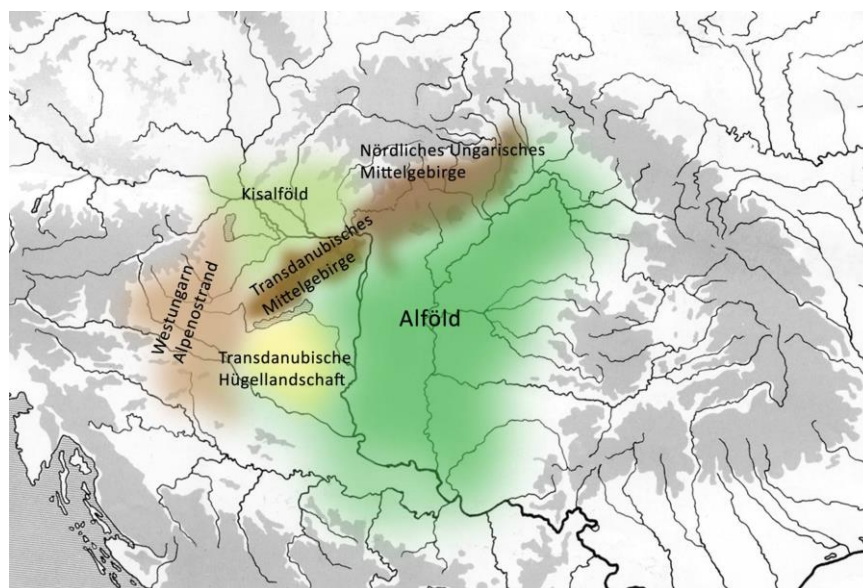 Nördliches Ungarisches
Mittelgebirge
Kisalföld
Transdanubisches
Mittelgebirge
Westungarn
Alpenostrand
Alföld
Transdanubische
Hügellandschaft